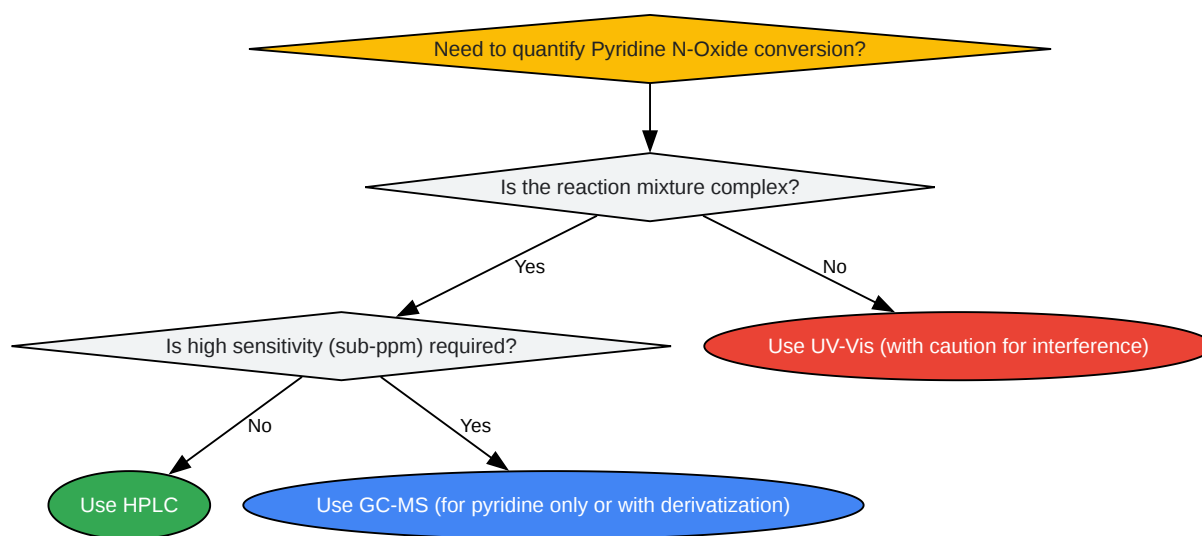 Need to quantify Pyridine N-Oxide conversion?
Is the reaction mixture complex?
Yes
No
Is high sensitivity (sub-ppm) required?
Use UV-Vis (with caution for interference)
No
Yes
Use HPLC
Use GC-MS (for pyridine only or with derivatization)